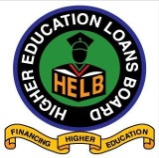 HIGHER EDUCATION LOANS BOARD
HELB
FINANCING HIGHER EDUCATION